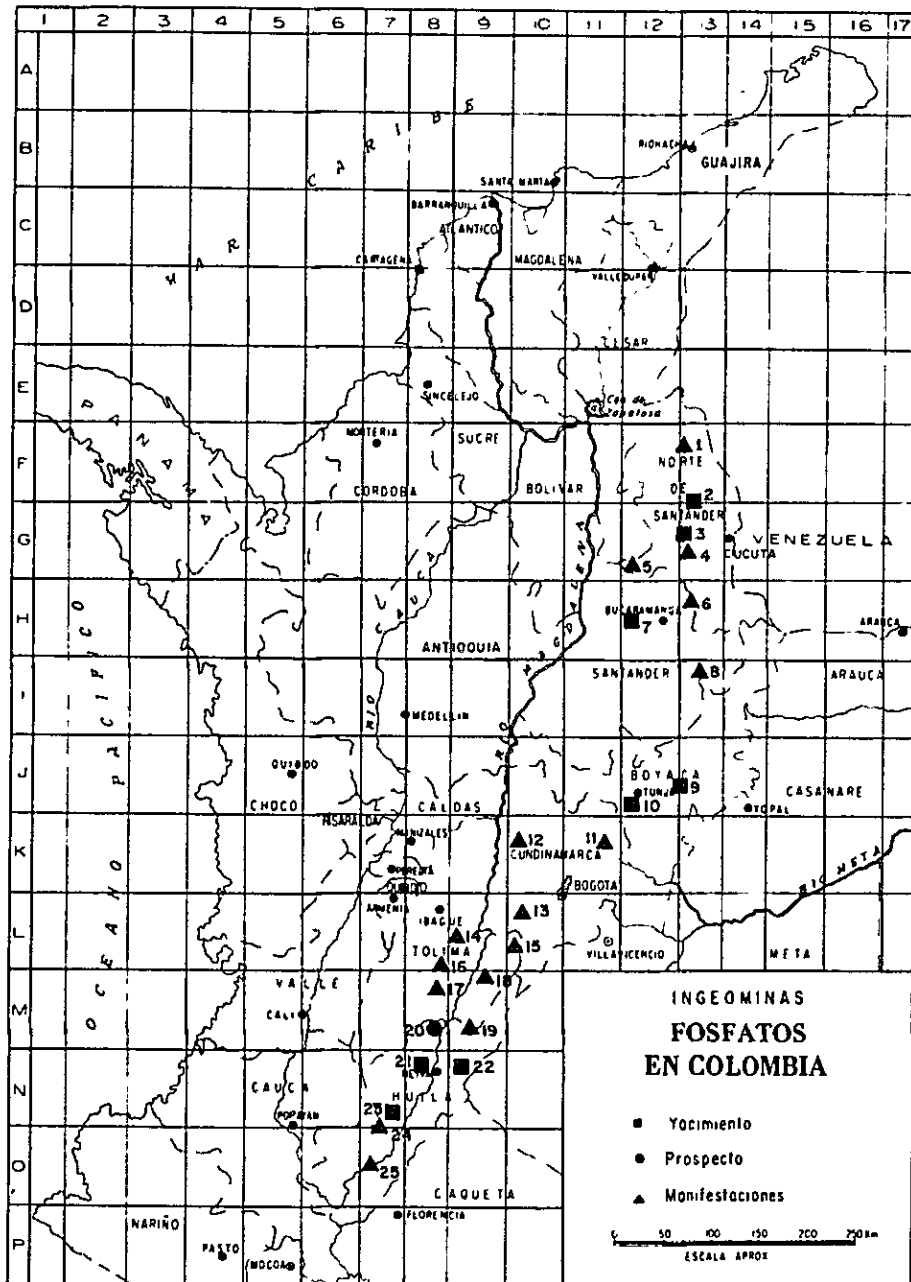 1 2 3 4 5 6 7 8 9 10 11 12 13 14 15 16 17
A
B
C
D
E
F
G
H
I
J
K
L
M
N
O
P
MAR CARIBE
RIOHACHA
GUAJIRA
SANTA MARTA
BARRANQUILLA
ATLANTICO
CARTAGENA
MAGDALENA
VALLEDUPAR
SAR
SINCELEJO
Cga de Zapatosa
PANAMA
MONTERIA
SUCRE
1
NORTE
CORDOBA
BOLIVAR
DE
2
SANTANDER
3
VENEZUELA
4
CUCUTA
5
RIO CAUCA
RIO MAGDALENA
6
BUCARAMANGA
7
ARAUCA
ANTIOQUIA
SANTANDER
8
ARAUCA
OCEANO PACIFICO
MEDELLIN
QUIBDO
BOYACA
TUNJA
9
CASANARE
CHOCO
CALDAS
10
YOPAL
RISARALDA
MANIZALES
12
11
CUNDINAMARCA
PEREIRA
QUINDIO
BOGOTA
RIO META
ARMENIA
IBAGUE
13
14
TOLIMA
15
VILLAVICENCIO
META
16
VALLE
17
18
CALI
20
19
21
22
CAUCA
HUILA
POPAYAN
23
24
25
CAQUETA
NARIÑO
FLORENCIA
PASTO
MOCOA
INGEOMINAS
FOSFATOS
EN COLOMBIA
Yacimiento
Prospecto
Manifestaciones
0 50 100 150 200 250 Km
ESCALA APROX